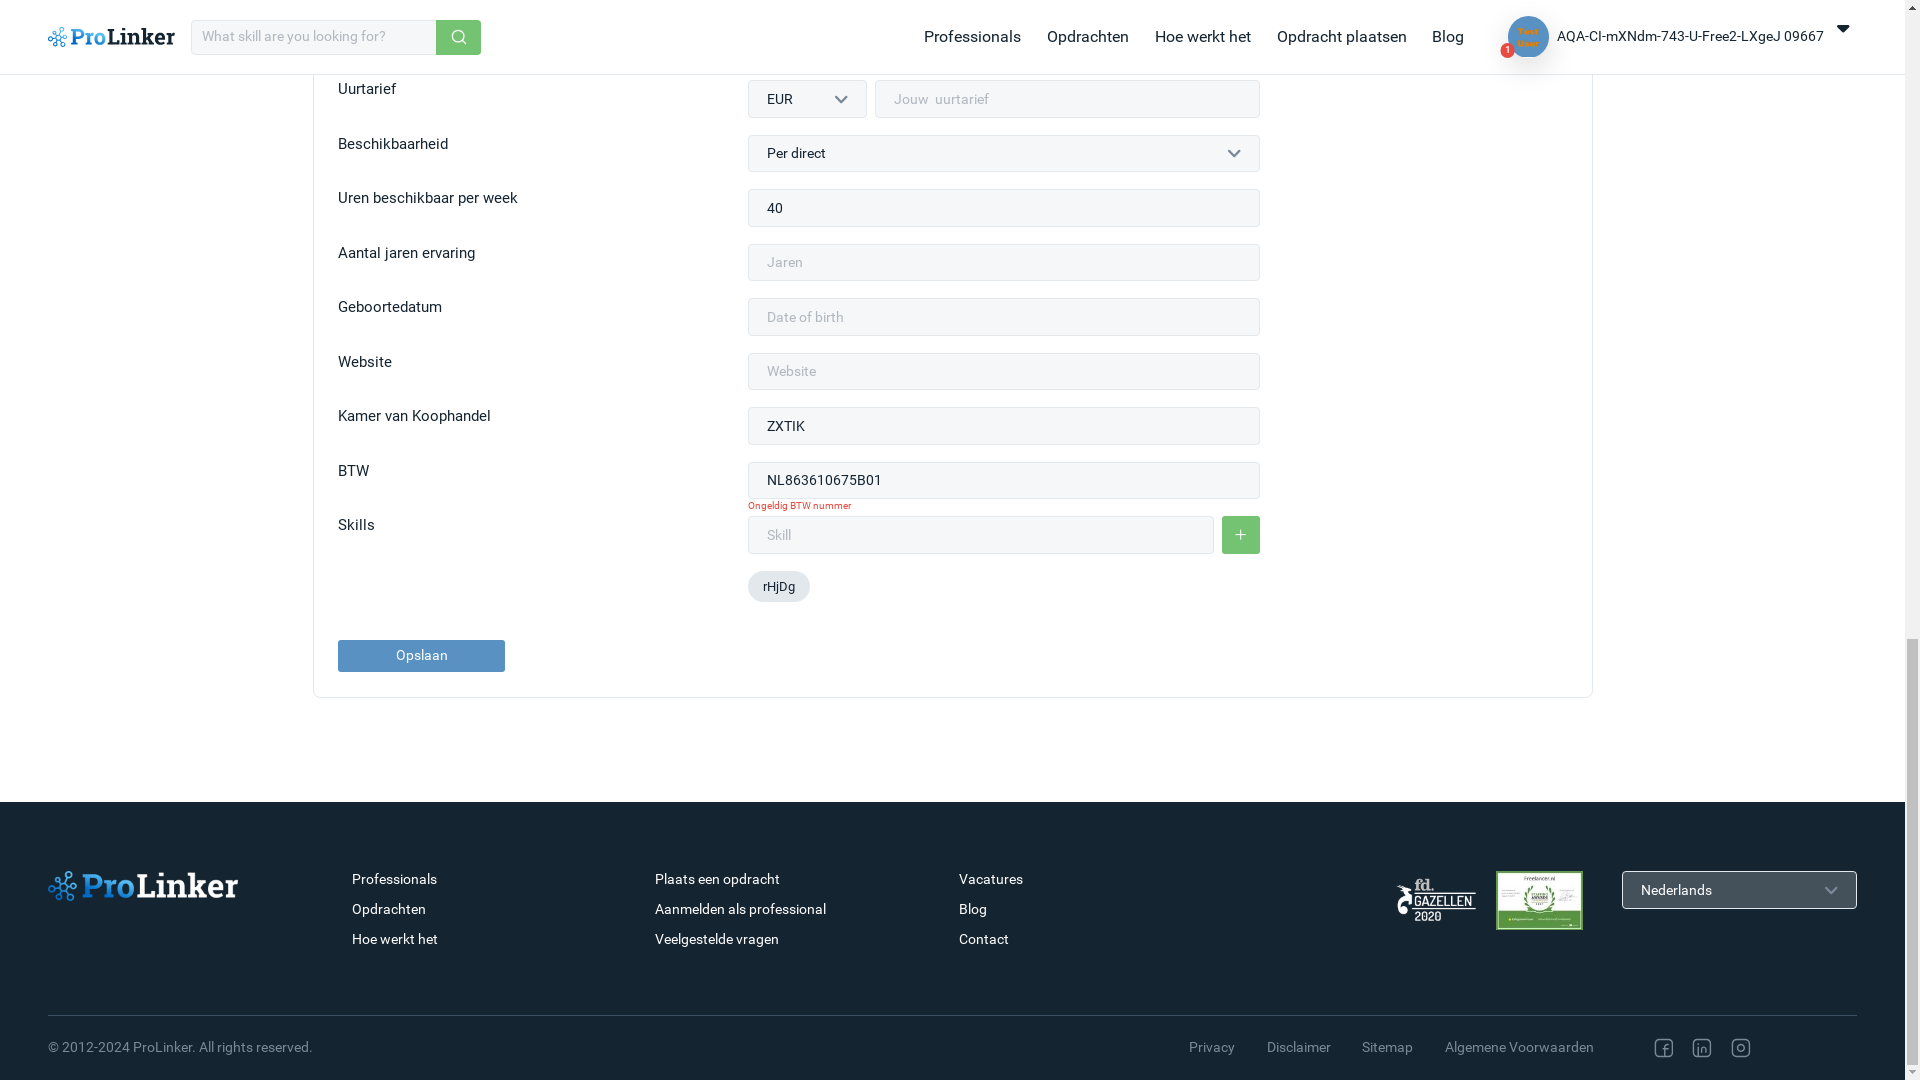 ProLinker
What skill are you looking for?
Professionals
Opdrachten
Hoe werkt het
Opdracht plaatsen
Blog
Test
User
1
AQA-CI-mXNdm-743-U-Free2-LXgeJ 09667
Uurtarief
EUR
Jouw uurtarief
Beschikbaarheid
Per direct
Uren beschikbaar per week
40
Aantal jaren ervaring
Jaren
Geboortedatum
Date of birth
Website
Website
Kamer van Koophandel
ZXTIK
BTW
NL863610675B01
Ongeldig BTW nummer
Skills
Skill
+
rHjDg
Opslaan
ProLinker
Professionals
Opdrachten
Hoe werkt het
Plaats een opdracht
Aanmelden als professional
Veelgestelde vragen
Vacatures
Blog
Contact
fd.
GAZELLEN
2020
Freelancer.nl
Nederlands
© 2012-2024 ProLinker. All rights reserved.
Privacy
Disclaimer
Sitemap
Algemene Voorwaarden